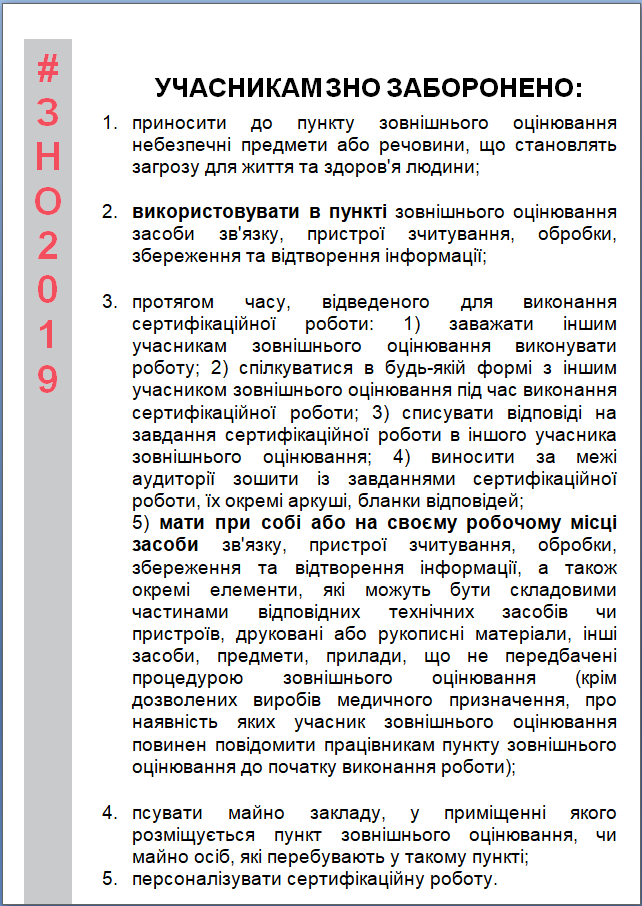 #ЗНО2019
УЧАСНИКАМ ЗНО ЗАБОРОНЕНО:
1. приносити до пункту зовнішнього оцінювання
небезпечні предмети або речовини, що становлять
загрозу для життя та здоров'я людини;
2. використовувати в пункті зовнішнього оцінювання
засоби зв'язку, пристрої зчитування, обробки,
збереження та відтворення інформації;
3. протягом часу, відведеного для виконання
сертифікаційної роботи: 1) заважати іншим
учасникам зовнішнього оцінювання виконувати
роботу; 2) спілкуватися в будь-якій формі з іншим
учасником зовнішнього оцінювання під час виконання
сертифікаційної роботи; 3) списувати відповіді на
завдання сертифікаційної роботи в іншого учасника
зовнішнього оцінювання; 4) виносити за межі
аудиторії зошити із завданнями сертифікаційної
роботи, їх окремі аркуші, бланки відповідей;
5) мати при собі або на своєму робочому місці
засоби зв'язку, пристрої зчитування, обробки,
збереження та відтворення інформації, а також
окремі елементи, які можуть бути складовими
частинами відповідних технічних засобів чи
пристроїв, друковані або рукописні матеріали, інші
засоби, предмети, прилади, що не передбачені
процедурою зовнішнього оцінювання (крім
дозволених виробів медичного призначення, про
наявність яких учасник зовнішнього оцінювання
повинен повідомити працівникам пункту зовнішнього
оцінювання до початку виконання роботи);
4. псувати майно закладу, у приміщенні якого
розміщується пункт зовнішнього оцінювання, чи
майно осіб, які перебувають у такому пункті;
5. персоналізувати сертифікаційну роботу.